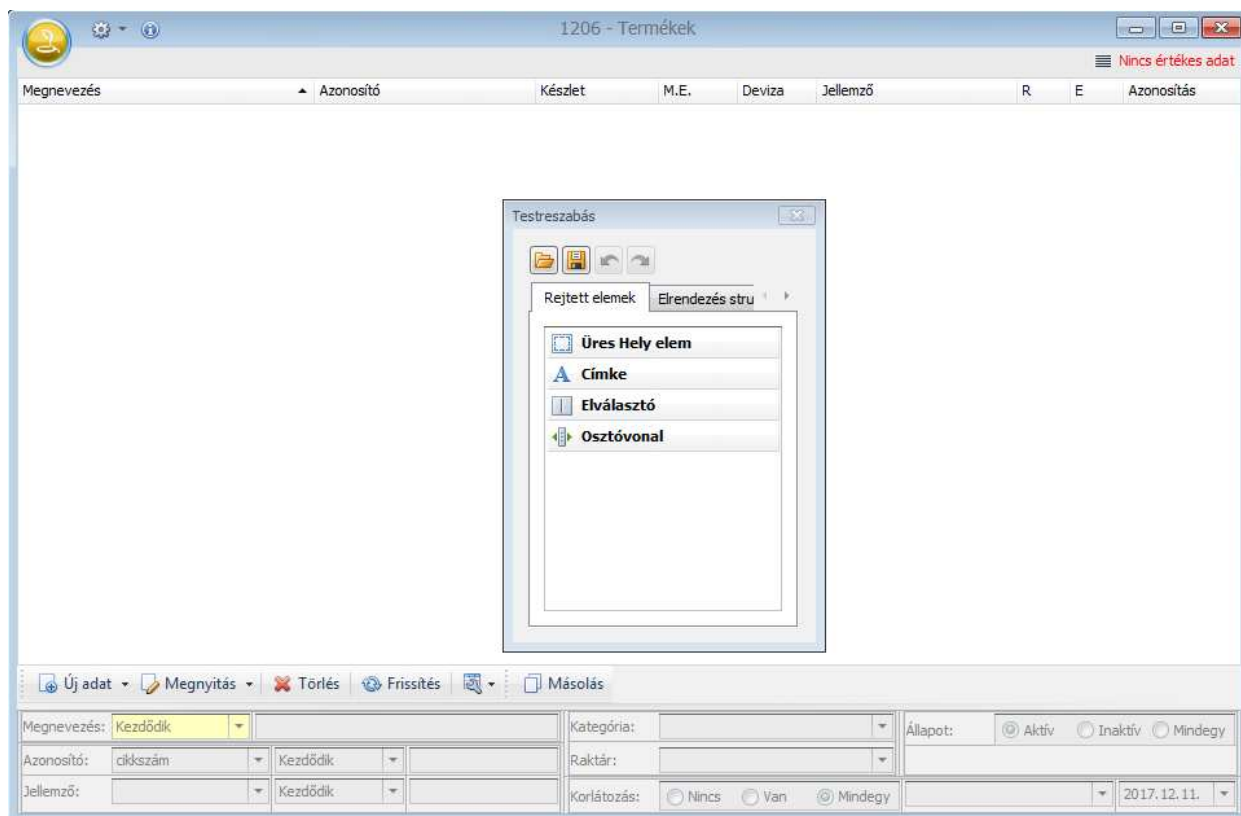 1206 - Termékek
Nincs értékes adat
Megnevezés Azonosító Készlet M.E. Deviza Jellemző R E Azonosítás
Testreszabás
Rejtett elemek Elrendezés stru
Üres Hely elem
A Címke
Elválasztó
Osztóvonal
Új adat Megnyitás Törlés Frissítés Másolás
Megnevezés: Kezdődik Kategória: Állapot: Aktív Inaktív Mindegy
Azonosító: cikkszám Kezdődik Raktár:
Jellemző: Kezdődik Korlátozás: Nincs Van Mindegy 2017.12.11.